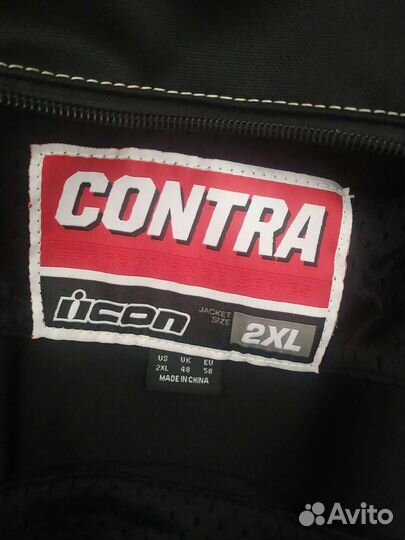 CONTRA
icon
JACKET
SIZE
2XL
US UK EU
2XL 48 58
MADE IN CHINA
Avito